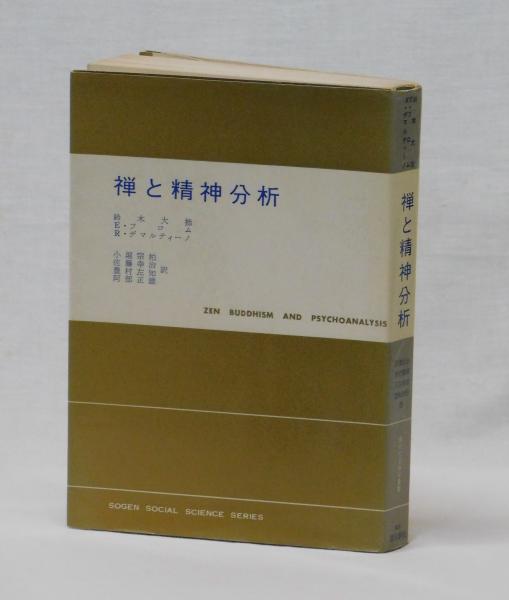 禅と精神分析
鈴木大拙
E・フロム
R・デマルティーノ
小堀宗柏
佐藤幸治
豊村左知
阿部正雄
訳
ZEN BUDDHISM AND PSYCHOANALYSIS
SOGEN SOCIAL SCIENCE SERIES
禅と精神分析